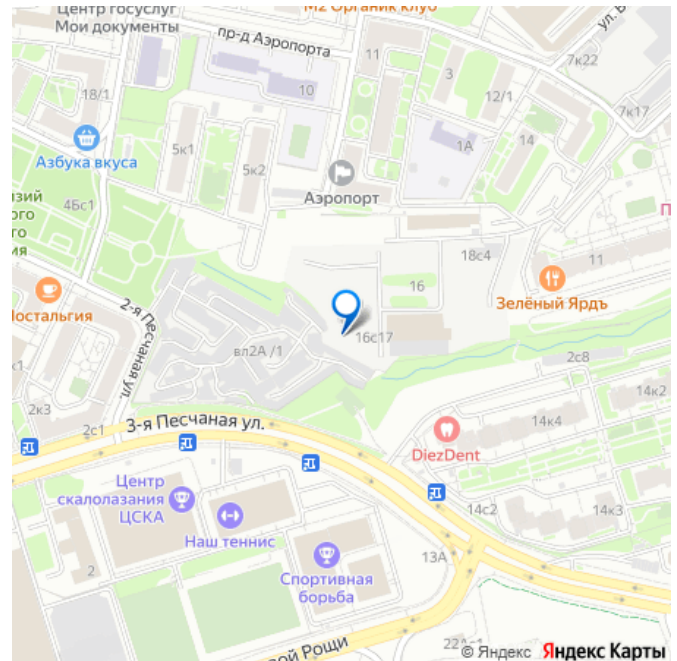 Центр госуслуг
Мои документы
М2 Органик клуб
пр-д Аэропорта
ул.
7к22
11
3
10
18/1
12/1
7к17
14
1А
5к1
5к2
Азбука вкуса
Аэропорт
4Бс1
18с4
11
16
Зелёный Ярдъ
2-я Песчаная ул.
16с17
вл2А /1
2с8
2к3
2с1
3-я Песчаная ул.
14к2
14к4
DiezDent
Центр
скалолазания
ЦСКА
Наш теннис
14с2
14к3
13А
2
Спортивная
борьба
© Яндекс Яндекс Карты